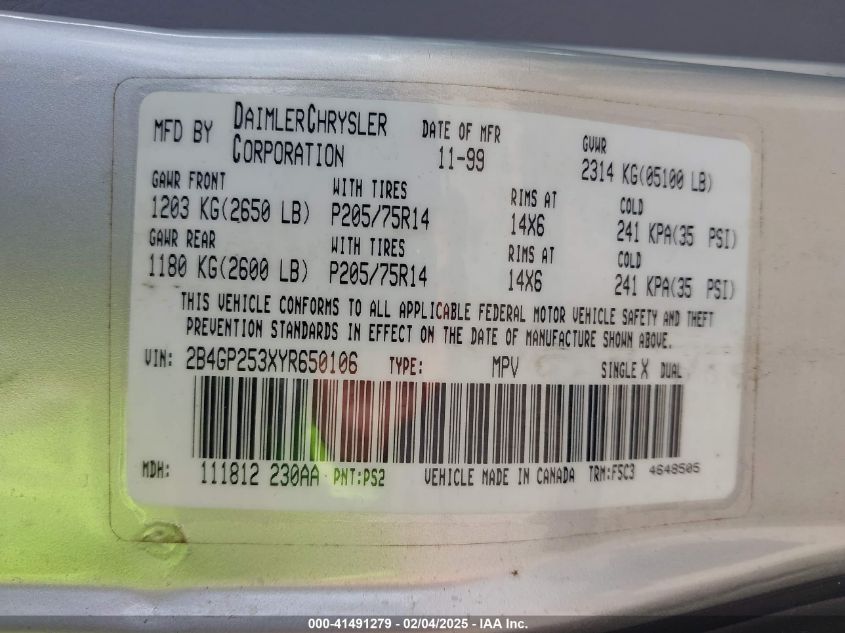 MFD BY DAIMLERCHRYSLER CORPORATION
DATE OF MFR 11-99
GVWR 2314 KG(05100 LB)
GAWR FRONT WITH TIRES RIMS AT COLD
1203 KG(2650 LB) P205/75R14 14X6 241 KPA(35 PSI)
GAWR REAR WITH TIRES RIMS AT COLD
1180 KG(2600 LB) P205/75R14 14X6 241 KPA(35 PSI)
THIS VEHICLE CONFORMS TO ALL APPLICABLE FEDERAL MOTOR VEHICLE SAFETY AND THEFT
PREVENTION STANDARDS IN EFFECT ON THE DATE OF MANUFACTURE SHOWN ABOVE.
VIN: 2B4GP253XYR650106 TYPE: MPV SINGLE X DUAL
MDH: 111812 230AA PNT:PS2 VEHICLE MADE IN CANADA TRM:F5C3 4648505
000-41491279 - 02/04/2025 - IAA Inc.